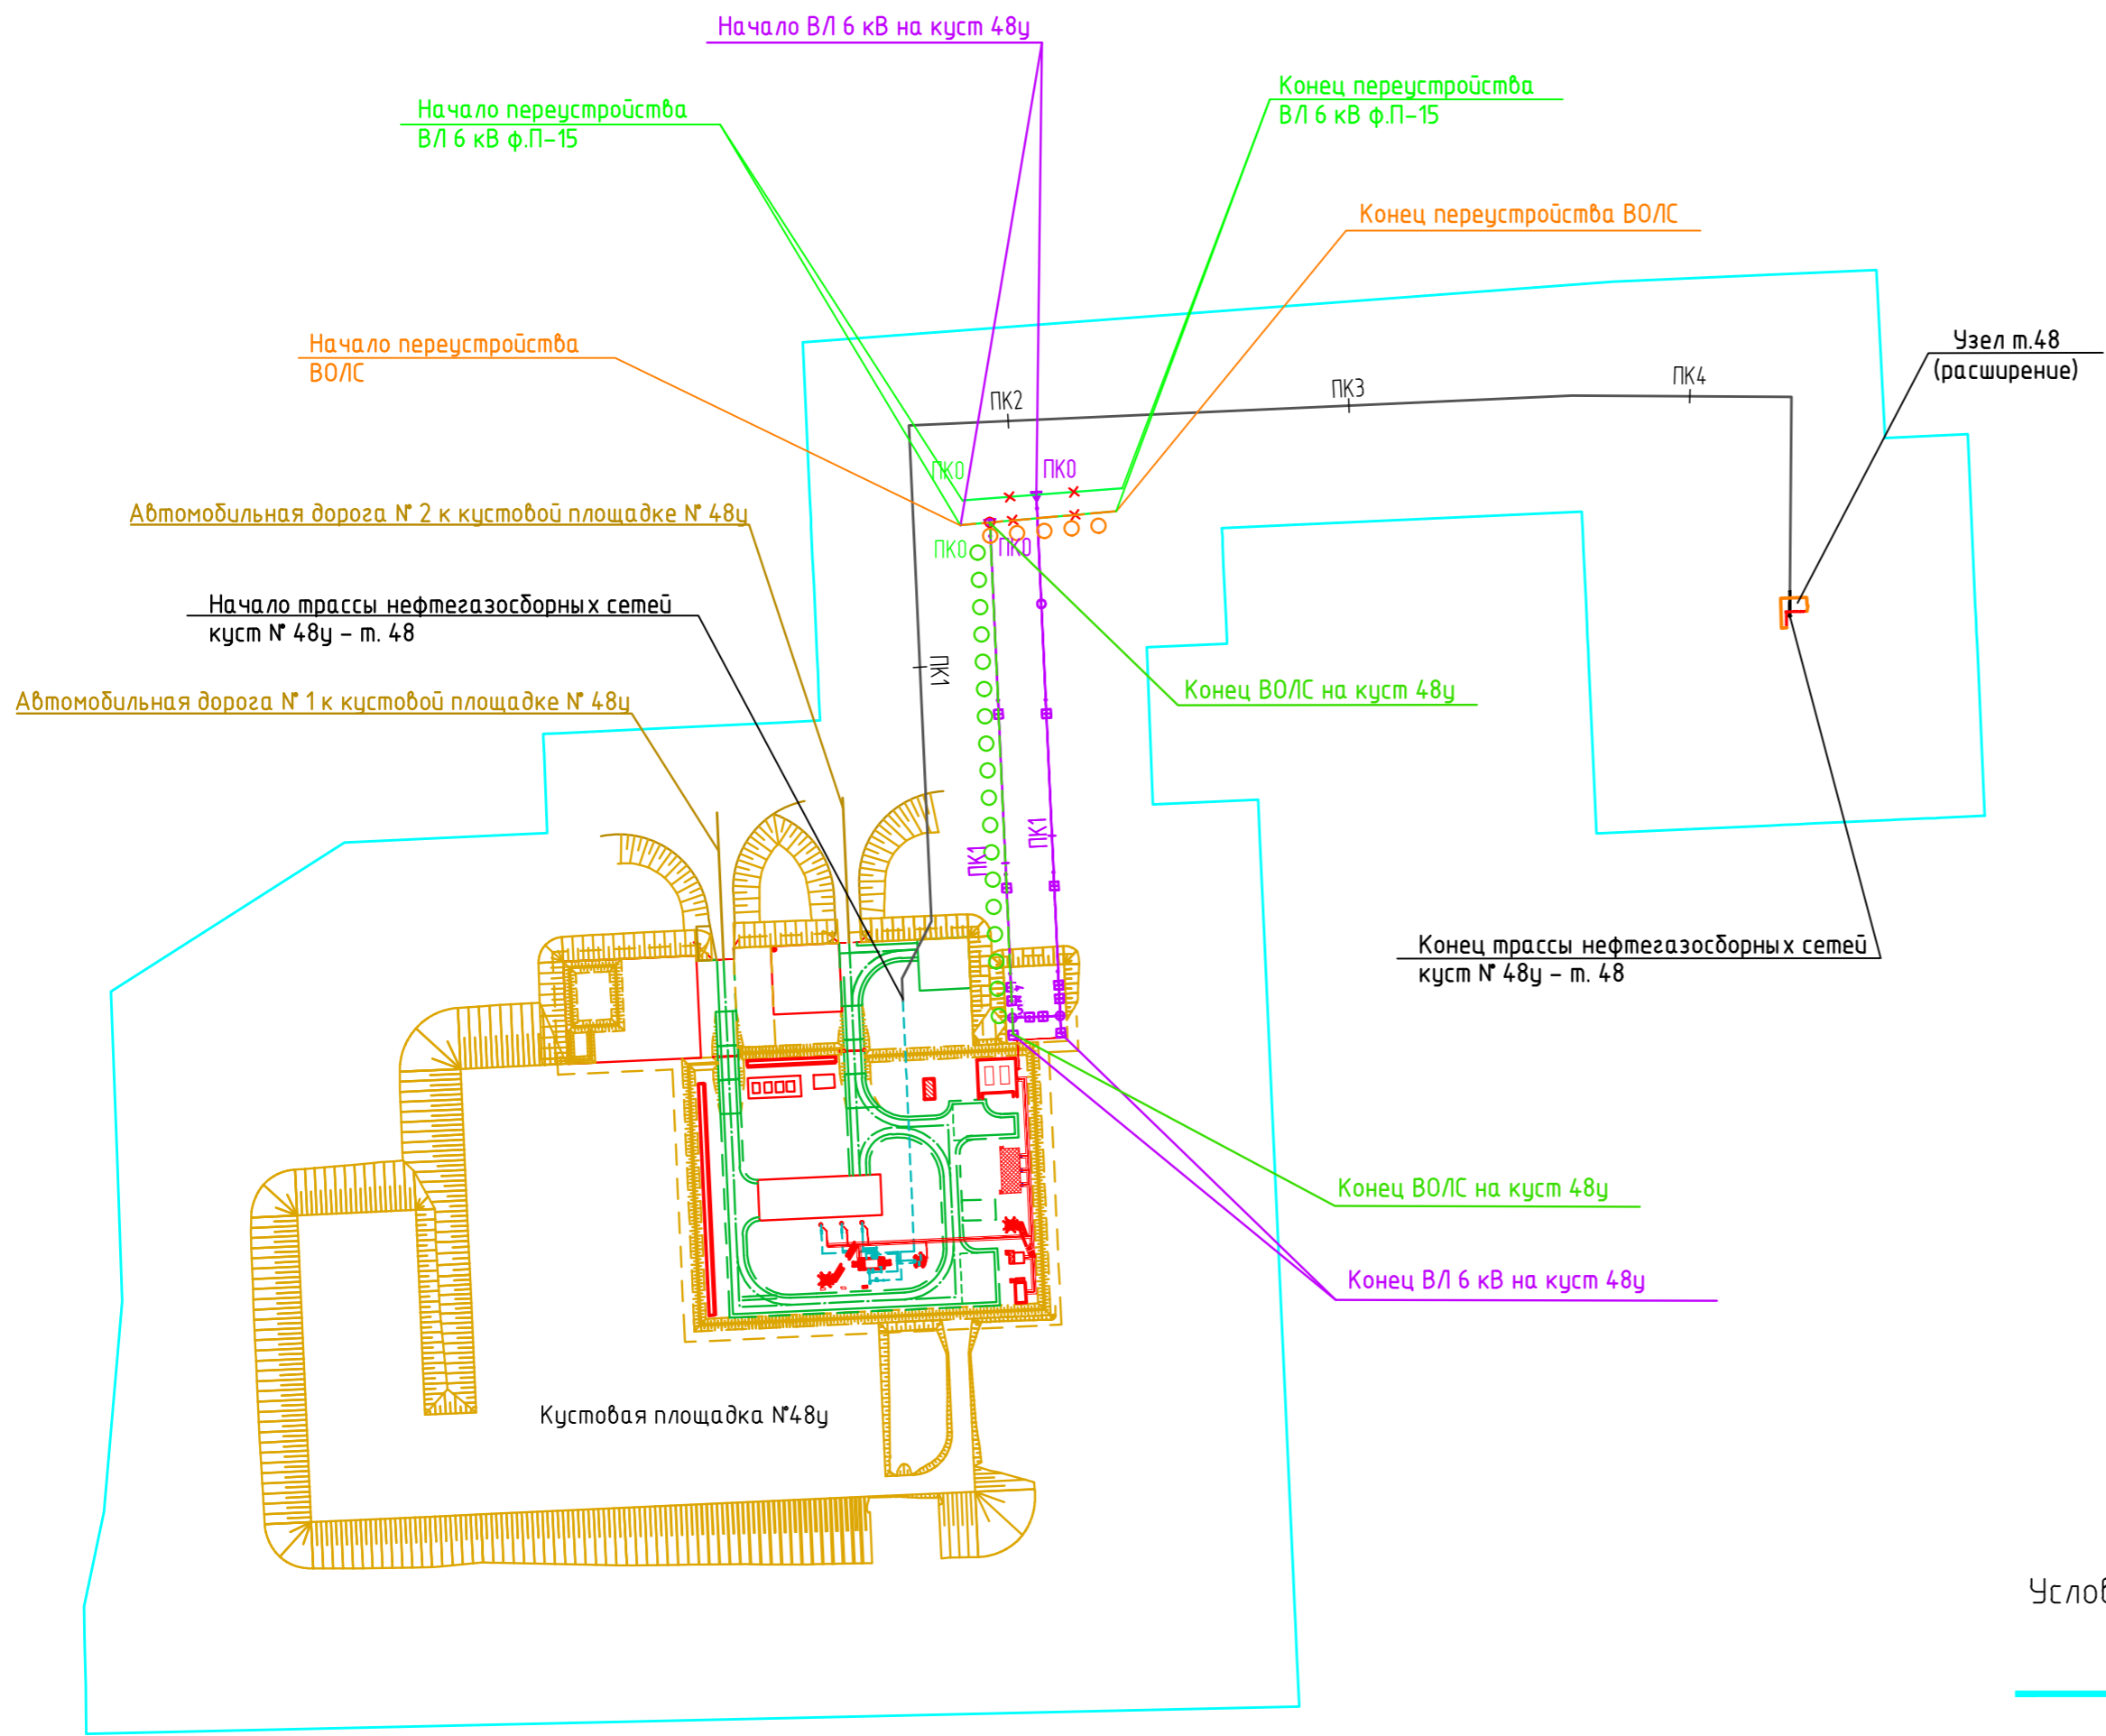 Начало ВЛ 6 кВ на куст 48у
Начало переустройства
ВЛ 6 кВ ф.П-15
Конец переустройства
ВЛ 6 кВ ф.П-15
Конец переустройства ВОЛС
Начало переустройства
ВОЛС
Узел т.48
(расширение)
ПК2
ПК3
ПК4
ПК0
ПК0
Автомобильная дорога № 2 к кустовой площадке № 48у
ПК0
ПК0
Начало трассы нефтегазосборных сетей
куст № 48у - т. 48
ПК1
Автомобильная дорога № 1 к кустовой площадке № 48у
Конец ВОЛС на куст 48у
ПК1
ПК1
Конец трассы нефтегазосборных сетей
куст № 48у - т. 48
Конец ВОЛС на куст 48у
Конец ВЛ 6 кВ на куст 48у
Кустовая площадка №48у